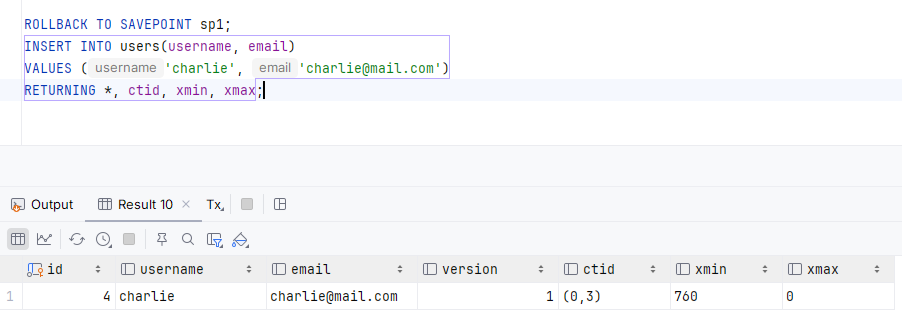 ROLLBACK TO SAVEPOINT sp1;
INSERT INTO users(username, email)
VALUES ( username 'charlie', email 'charlie@mail.com')
RETURNING *, ctid, xmin, xmax;
Output Result 10 × Tx
id username email version ctid xmin xmax
1 4 charlie charlie@mail.com 1 (0,3) 760 0